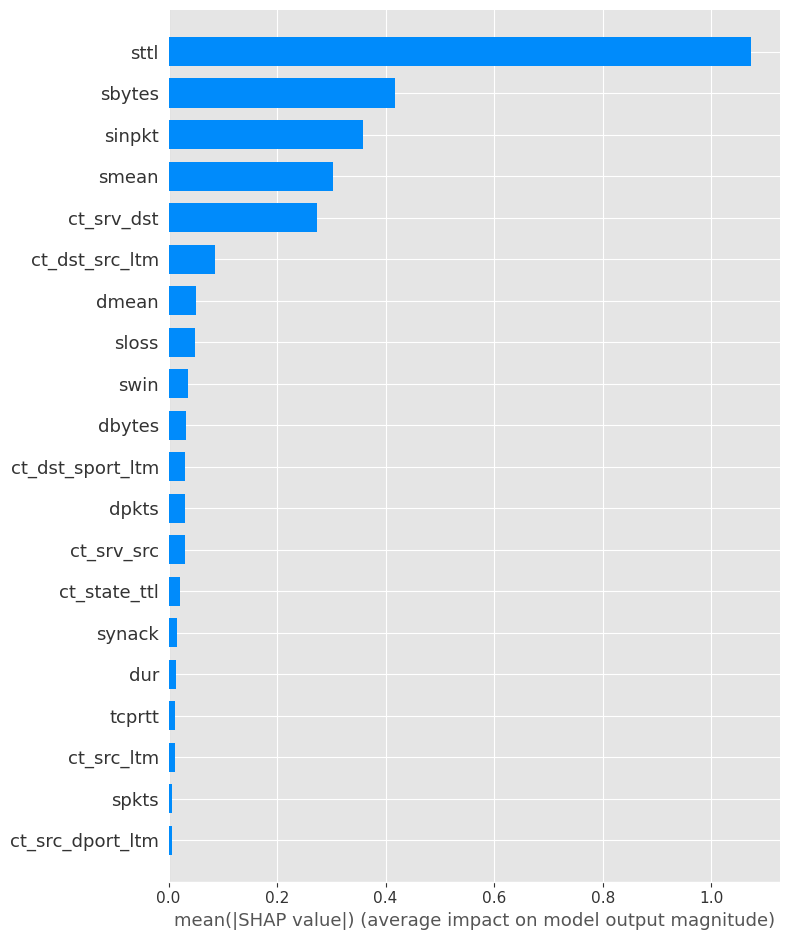 sttl
sbytes
sinpkt
smean
ct_srv_dst
ct_dst_src_ltm
dmean
sloss
swin
dbytes
ct_dst_sport_ltm
dpkts
ct_srv_src
ct_state_ttl
synack
dur
tcprtt
ct_src_ltm
spkts
ct_src_dport_ltm
0.0 0.2 0.4 0.6 0.8 1.0
mean(|SHAP value|) (average impact on model output magnitude)